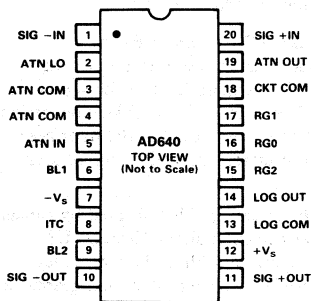 SIG −IN 1 20 SIG +IN
ATN LO 2 19 ATN OUT
ATN COM 3 18 CKT COM
ATN COM 4 17 RG1
ATN IN 5 16 RG0
AD640
TOP VIEW
(Not to Scale)
BL1 6 15 RG2
−Vs 7 14 LOG OUT
ITC 8 13 LOG COM
BL2 9 12 +Vs
SIG −OUT 10 11 SIG +OUT